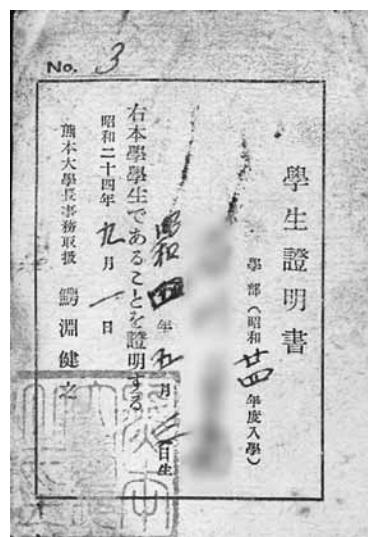 No. 3
學生證明書
學部（昭和廿四年度入學）
昭和四年五月 日生
右本學學生であることを證明する
昭和二十四年九月一日
熊本大學長事務取扱
鰐淵健之